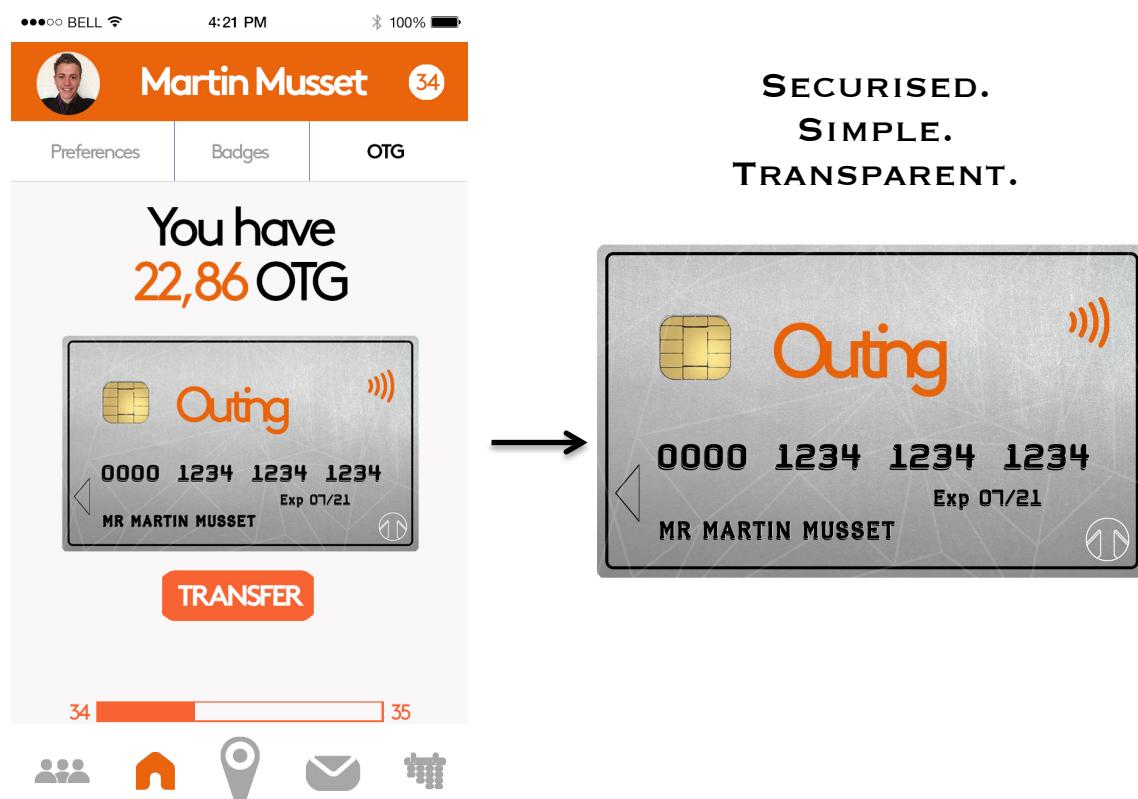 BELL 4:21 PM 100%
Martin Musset 34
Preferences Badges OTG
You have
22,86 OTG
Outing
0000 1234 1234 1234
Exp 07/21
MR MARTIN MUSSET
TRANSFER
34 35
SECURISED.
SIMPLE.
TRANSPARENT.
Outing
0000 1234 1234 1234
Exp 07/21
MR MARTIN MUSSET